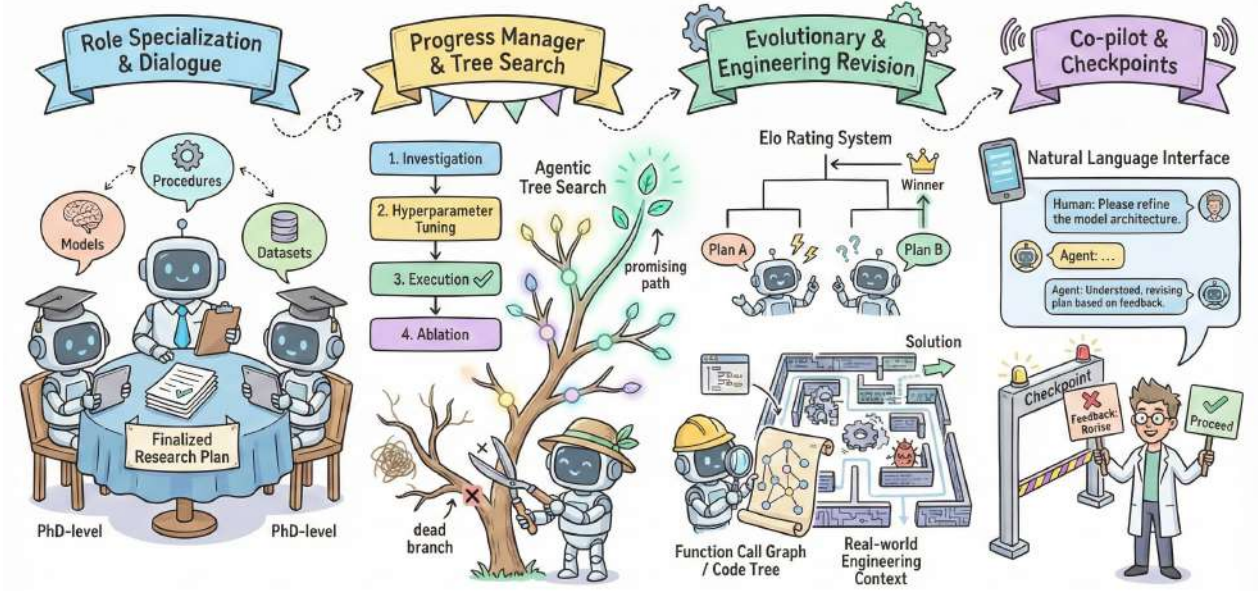 Role Specialization
& Dialogue
Procedures
Models
Datasets
Finalized
Research Plan
PhD-level
PhD-level
Progress Manager
& Tree Search
1. Investigation
2. Hyperparameter
Tuning
3. Execution
4. Ablation
Agentic
Tree Search
promising
path
dead
branch
Evolutionary &
Engineering Revision
Elo Rating System
Winner
Plan A
Plan B
Solution
Function Call Graph
/ Code Tree
Real-world
Engineering
Context
Co-pilot &
Checkpoints
Natural Language Interface
Human: Please refine
the model architecture.
Agent: ...
Agent: Understood, revising
plan based on feedback.
Checkpoint
Feedback:
Rorise
Proceed